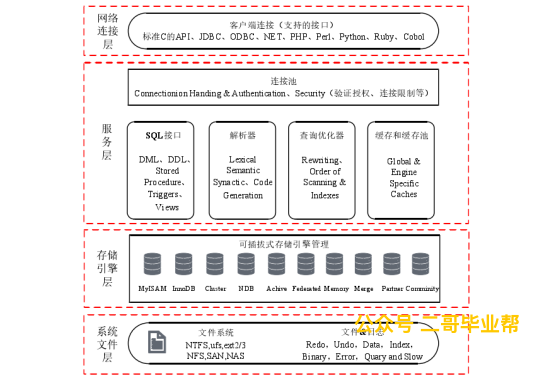 网络
连接
层
客户端连接（支持的接口）
标准C的API、JDBC、ODBC、NET、PHP、Perl、Python、Ruby、Cobol
服
务
层
连接池
Connectionion Handing & Authentication、Security（验证授权、连接限制等）
SQL接口
DML、DDL、
Stored
Procedure、
Triggers、
Views
解析器
Lexical
Semantic
Synactic、Code
Generation
查询优化器
Rewriting、
Order of
Scanning &
Indexes
缓存和缓存池
Global &
Engine
Specific
Caches
存储
引擎
层
可插拔式存储引擎管理
MyISAM InnoDB Cluster NDB Achive Federated Memory Merge Partner Community
系统
文件
层
文件系统
NTFS,ufs,ext2/3
NFS,SAN,NAS
文件&日志
Redo、Undo、Data、Index、
Binary、Error、Quary and Slow
公众号 二哥毕业帮